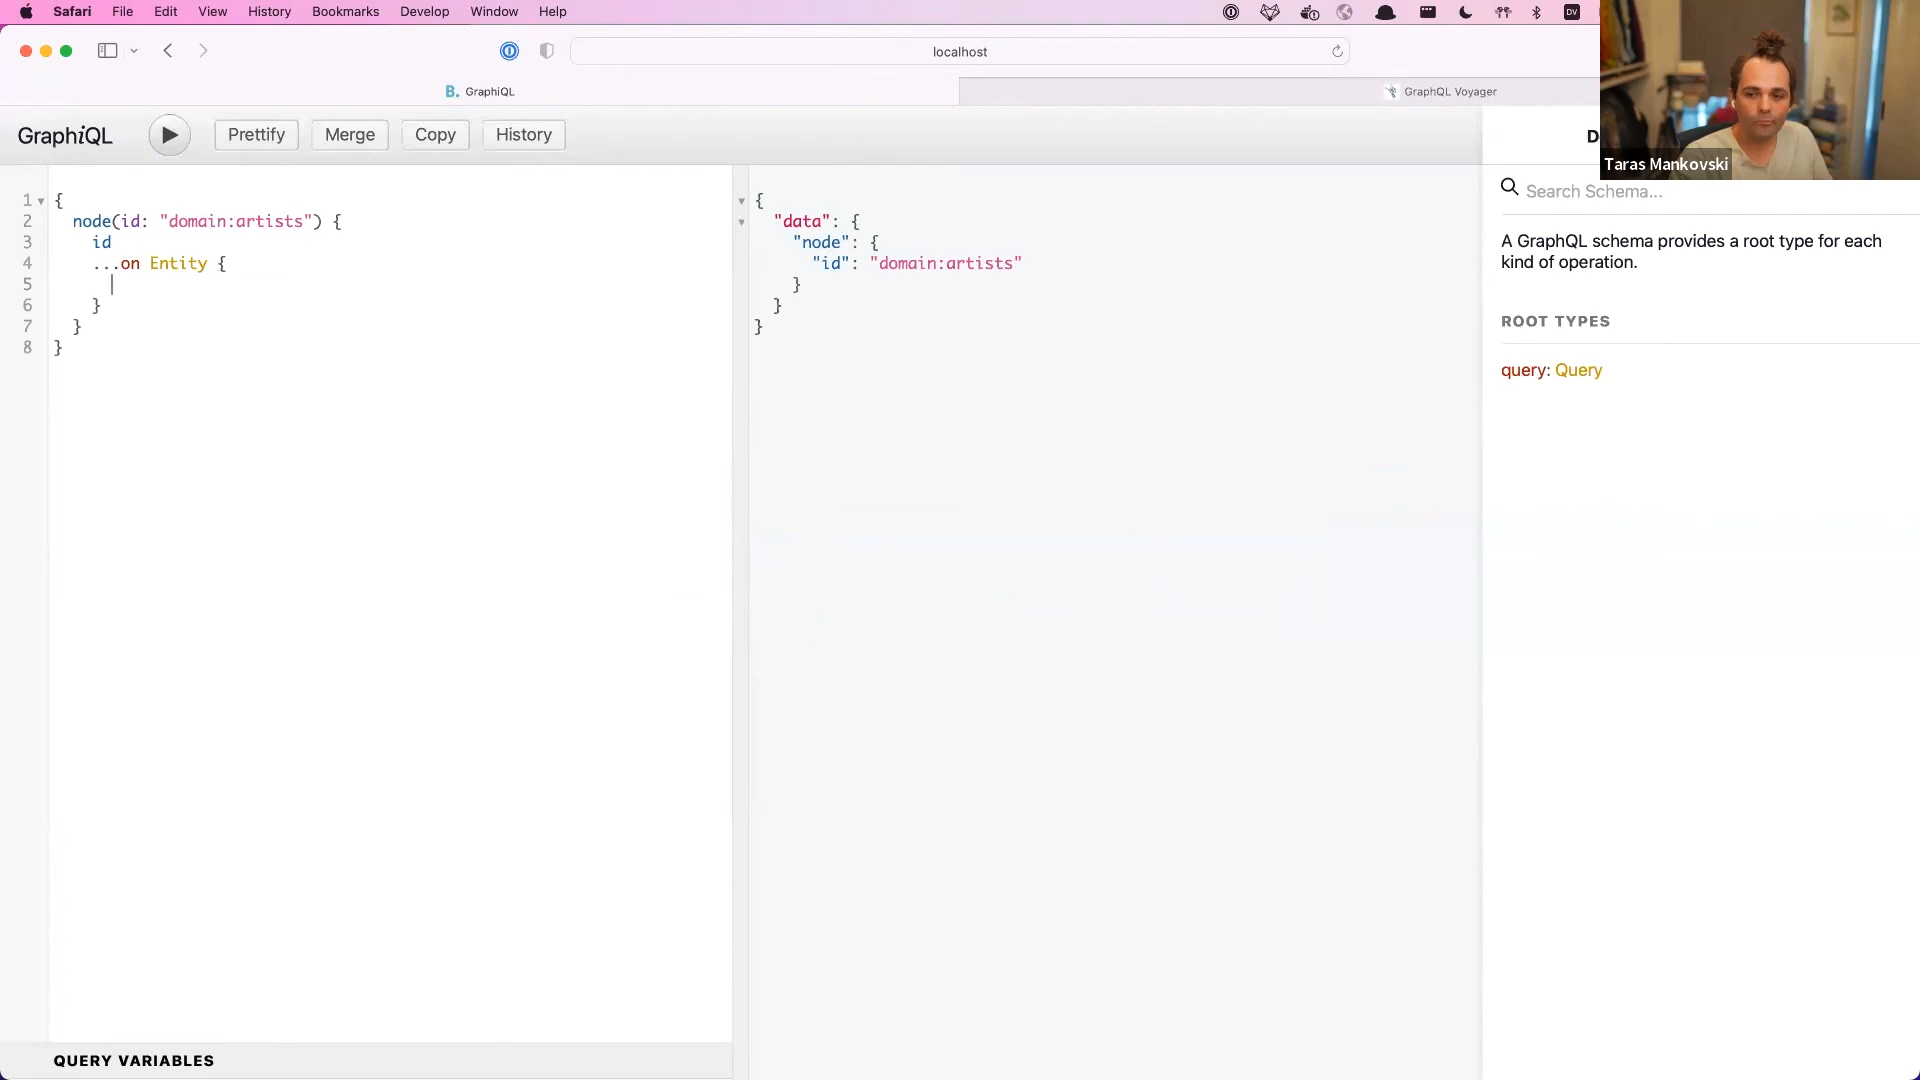 Safari File Edit View History Bookmarks Develop Window Help
DV
localhost
B. GraphiQL
GraphQL Voyager
GraphiQL
Prettify Merge Copy History
D
Taras Mankovski
1 {
2 node(id: "domain:artists") {
3 id
4 ...on Entity {
5
6 }
7 }
8 }
{
"data": {
"node": {
"id": "domain:artists"
}
}
}
Search Schema...
A GraphQL schema provides a root type for each
kind of operation.
ROOT TYPES
query: Query
QUERY VARIABLES